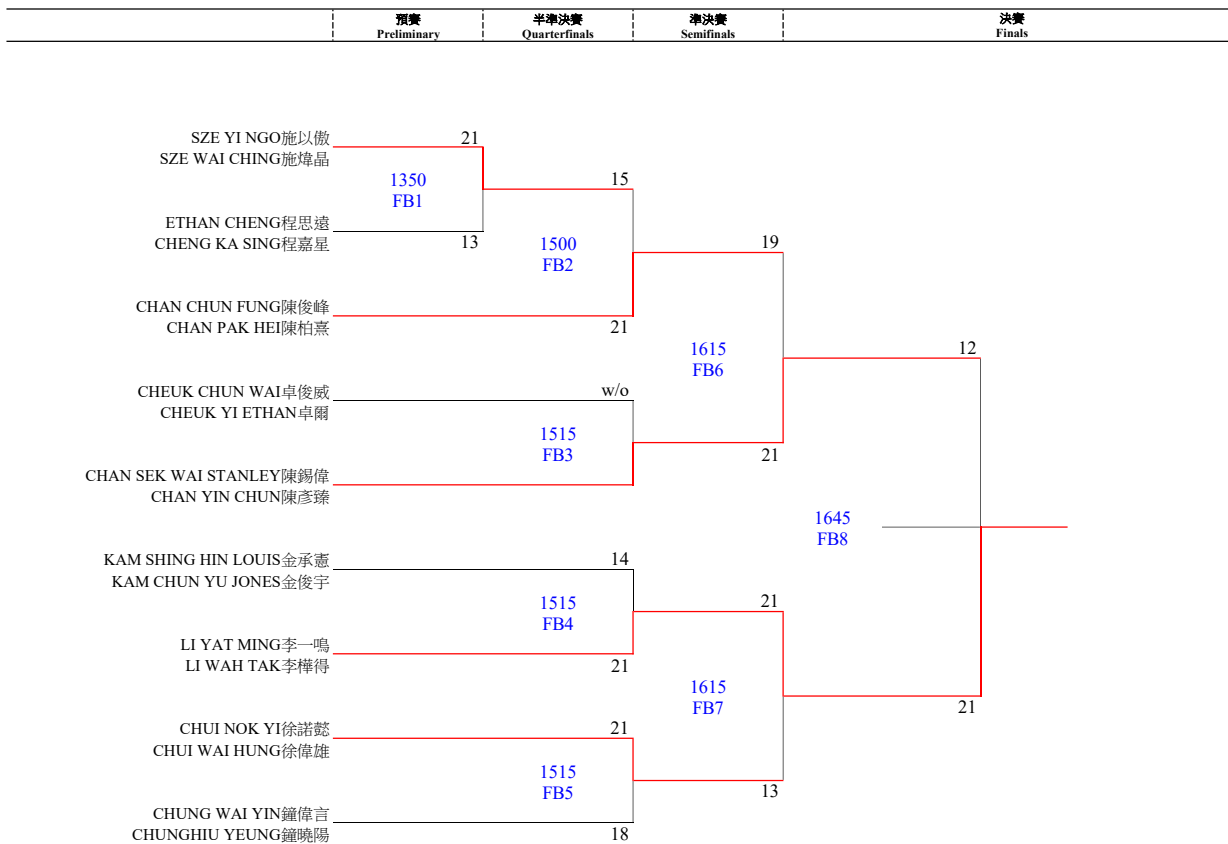 預賽 半準決賽 準決賽 決賽
Preliminary Quarterfinals Semifinals Finals
SZE YI NGO施以傲 21
SZE WAI CHING施煒晶
1350 15
FB1
ETHAN CHENG程思遠
CHENG KA SING程嘉星 13 1500 19
FB2
CHAN CHUN FUNG陳俊峰
CHAN PAK HEI陳柏熹 21
1615 12
FB6
CHEUK CHUN WAI卓俊威 w/o
CHEUK YI ETHAN卓爾
1515
FB3 21
CHAN SEK WAI STANLEY陳錫偉
CHAN YIN CHUN陳彥臻
1645
FB8
KAM SHING HIN LOUIS金承憲 14
KAM CHUN YU JONES金俊宇
1515 21
FB4
LI YAT MING李一鳴
LI WAH TAK李樺得 21
1615
FB7 21
CHUI NOK YI徐諾懿 21
CHUI WAI HUNG徐偉雄
1515
FB5 13
CHUNG WAI YIN鐘偉言
CHUNGHIU YEUNG鐘曉陽 18